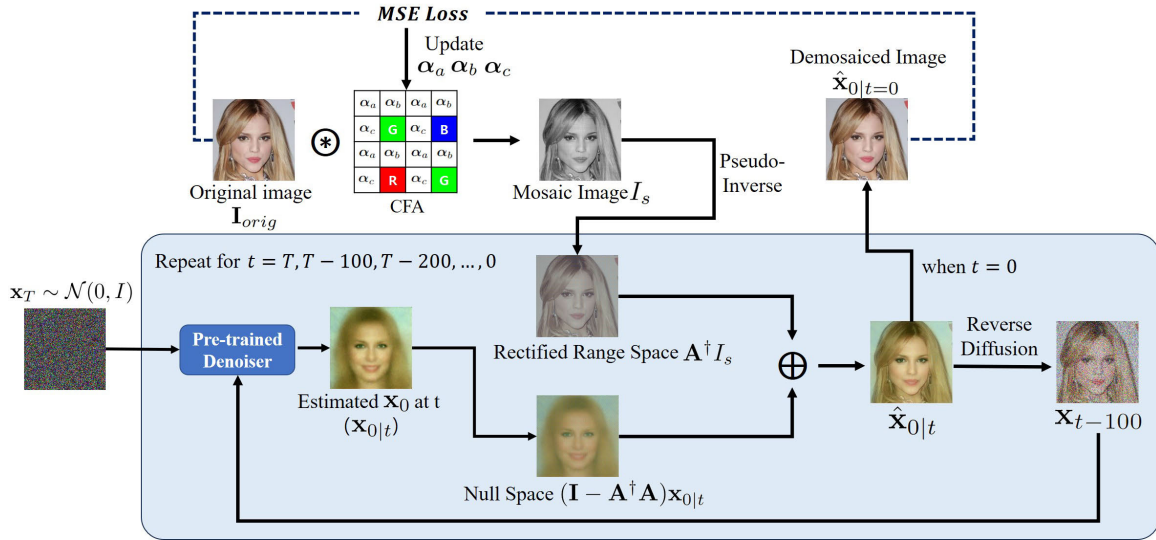 MSE Loss
Update
α_a α_b α_c
Demosaiced Image
x̂_{0|t=0}
α_a α_b α_a α_b
α_c G α_c B
α_a α_b α_a α_b
α_c R α_c G
⊛
Original image
I_{orig}
CFA
Mosaic Image I_s
Pseudo-
Inverse
Repeat for t = T, T − 100, T − 200, ..., 0
when t = 0
x_T ∼ N(0, I)
Pre-trained
Denoiser
Estimated x_0 at t
(x_{0|t})
Rectified Range Space A^† I_s
⊕
Reverse
Diffusion
x̂_{0|t}
x_{t−100}
Null Space (I − A^†A)x_{0|t}